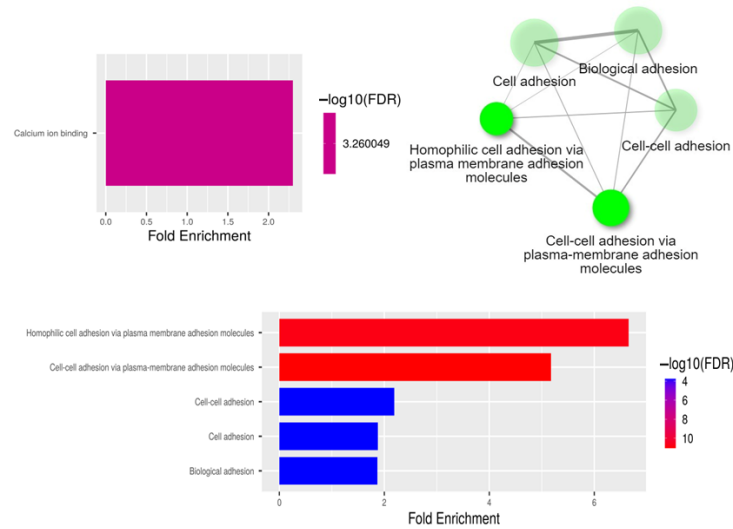 Calcium ion binding
0.0 0.5 1.0 1.5 2.0
Fold Enrichment
−log10(FDR)
3.260049
Cell adhesion
Biological adhesion
Homophilic cell adhesion via
plasma membrane adhesion
molecules
Cell-cell adhesion
Cell-cell adhesion via
plasma-membrane adhesion
molecules
Homophilic cell adhesion via plasma membrane adhesion molecules
Cell-cell adhesion via plasma-membrane adhesion molecules
Cell-cell adhesion
Cell adhesion
Biological adhesion
0 2 4 6
Fold Enrichment
−log10(FDR)
4
6
8
10